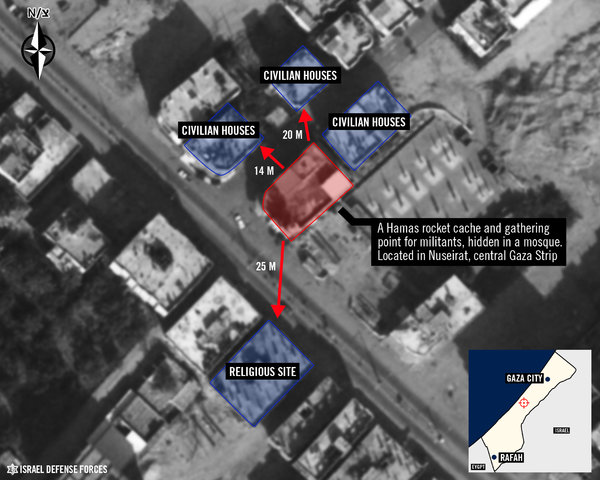 N/צ
CIVILIAN HOUSES
CIVILIAN HOUSES
CIVILIAN HOUSES
20 M
14 M
A Hamas rocket cache and gathering
point for militants, hidden in a mosque.
Located in Nuseirat, central Gaza Strip
25 M
RELIGIOUS SITE
GAZA CITY
ISRAEL
RAFAH
EGYPT
ISRAEL DEFENSE FORCES